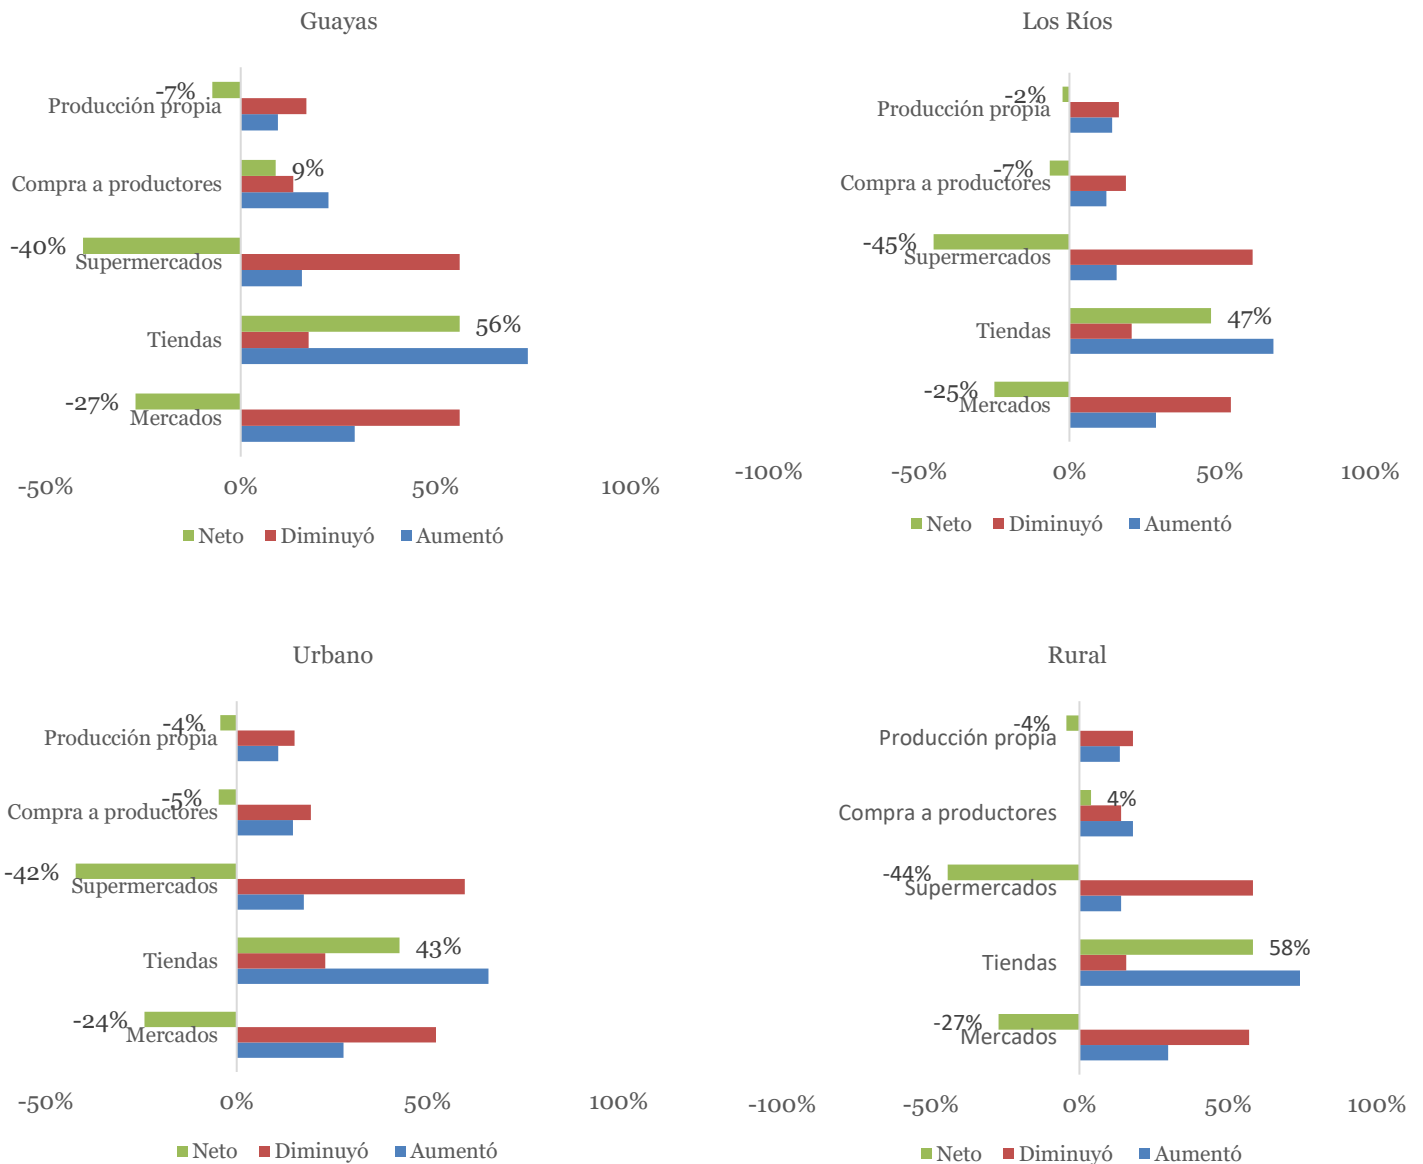 Guayas
-7%
Producción propia
9%
Compra a productores
-40%
Supermercados
56%
Tiendas
-27%
Mercados
-50% 0% 50% 100%
Neto Diminuyó Aumentó
Los Ríos
-2%
Producción propia
-7%
Compra a productores
-45%
Supermercados
47%
Tiendas
-25%
Mercados
-100% -50% 0% 50% 100%
Neto Diminuyó Aumentó
Urbano
-4%
Producción propia
-5%
Compra a productores
-42%
Supermercados
43%
Tiendas
-24%
Mercados
-50% 0% 50% 100%
Neto Diminuyó Aumentó
Rural
-4%
Producción propia
4%
Compra a productores
-44%
Supermercados
58%
Tiendas
-27%
Mercados
-100% -50% 0% 50% 100%
Neto Diminuyó Aumentó